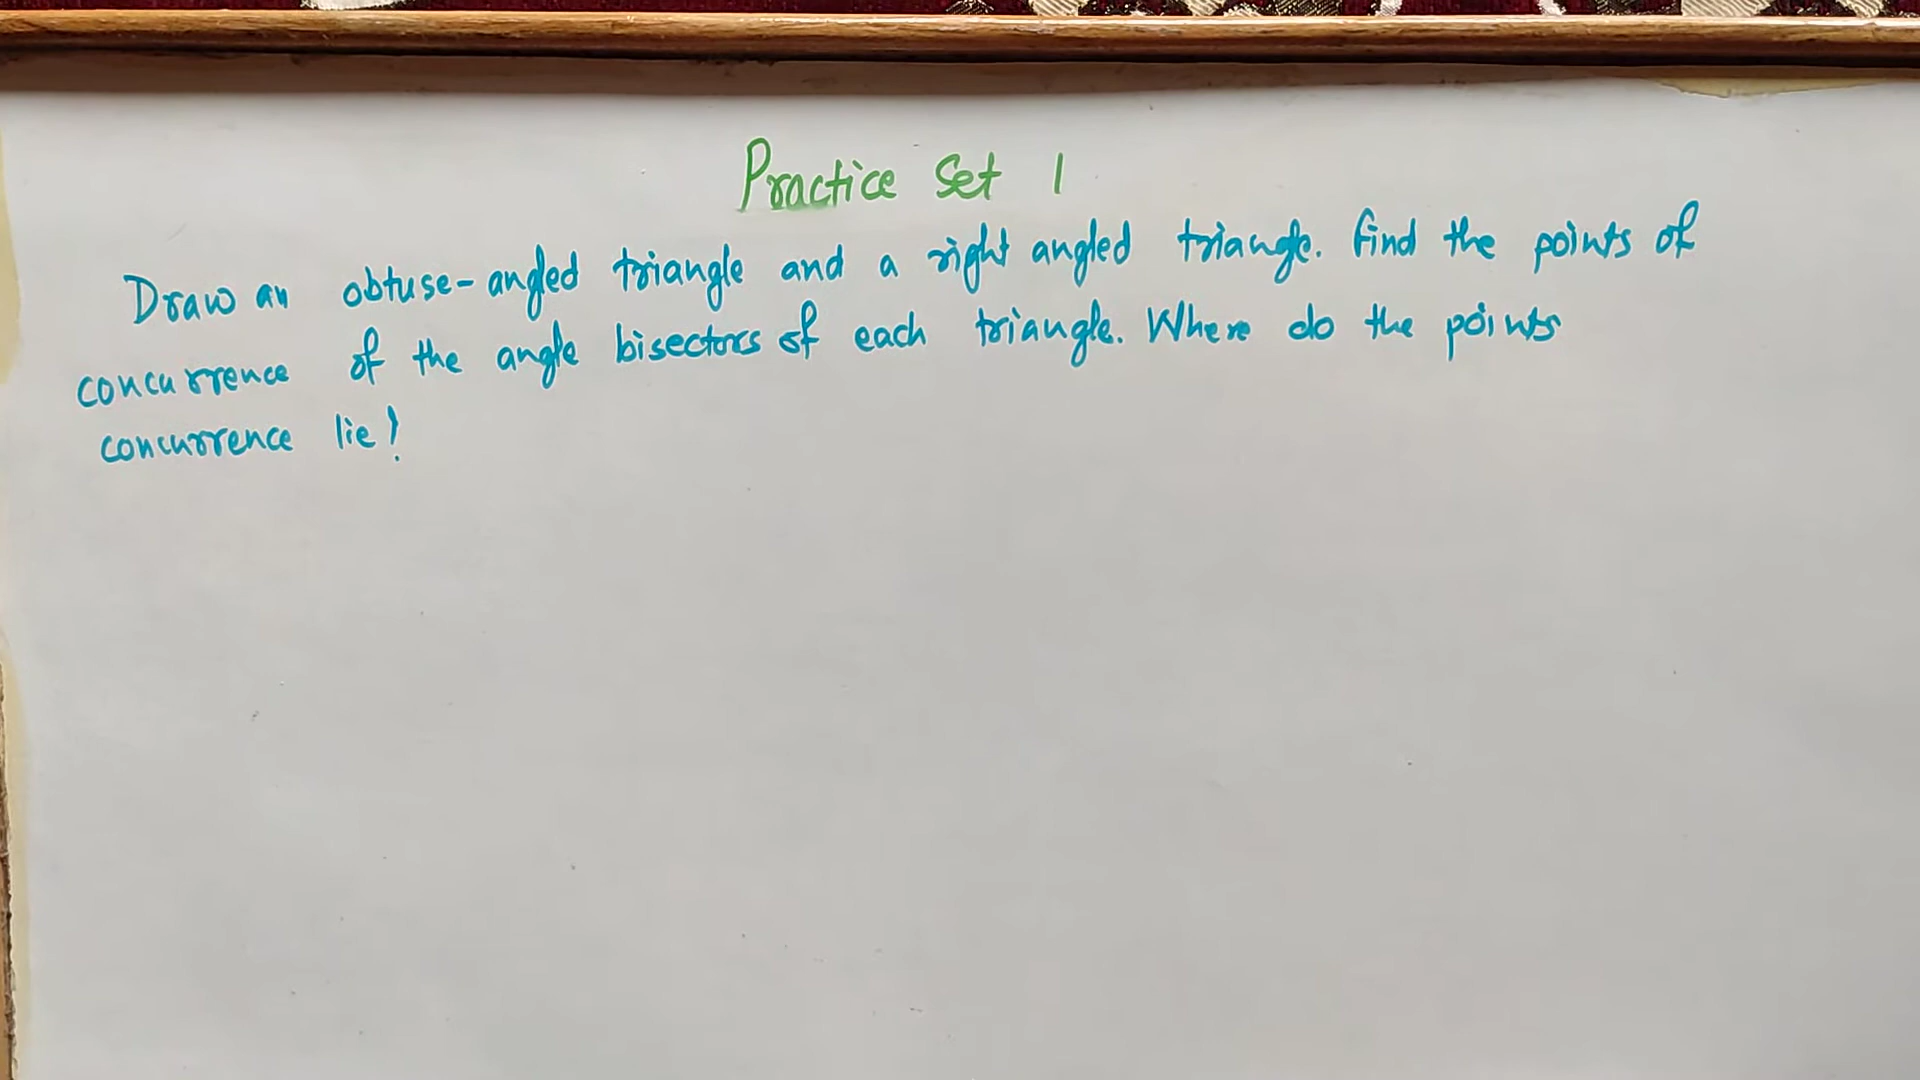 Practice Set 1
Draw an obtuse-angled triangle and a right angled triangle. Find the points of
concurrence of the angle bisectors of each triangle. Where do the points
concurrence lie?